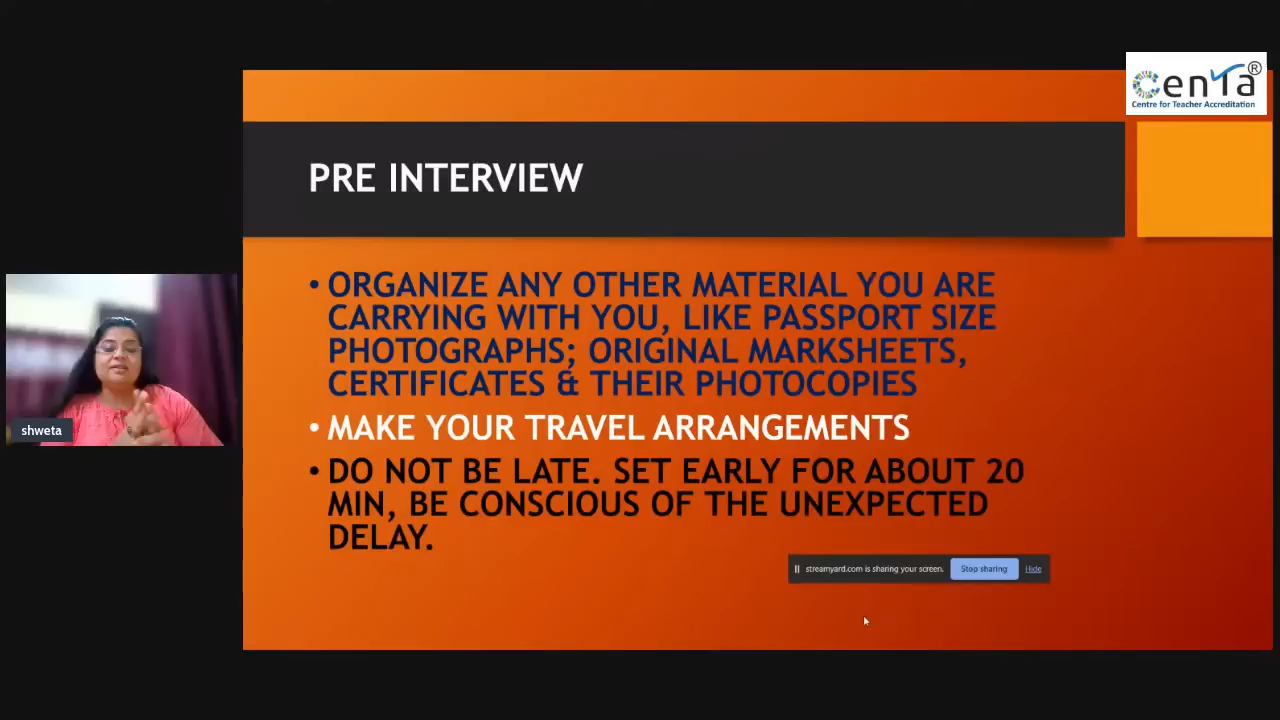 CenTa®
Centre for Teacher Accreditation
PRE INTERVIEW
• ORGANIZE ANY OTHER MATERIAL YOU ARE
CARRYING WITH YOU, LIKE PASSPORT SIZE
PHOTOGRAPHS; ORIGINAL MARKSHEETS,
CERTIFICATES & THEIR PHOTOCOPIES
• MAKE YOUR TRAVEL ARRANGEMENTS
• DO NOT BE LATE. SET EARLY FOR ABOUT 20
MIN, BE CONSCIOUS OF THE UNEXPECTED
DELAY.
shweta
streamyard.com is sharing your screen. Stop sharing Hide